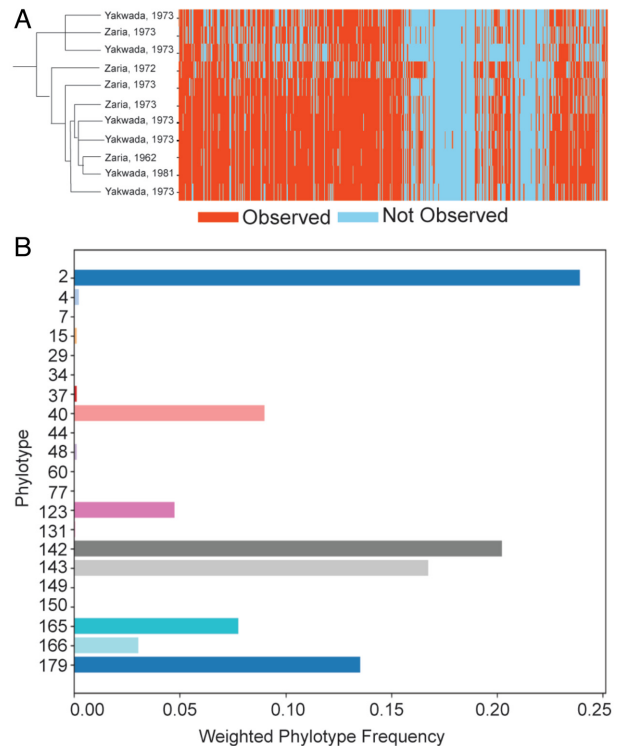 A
Yakwada, 1973
Zaria, 1973
Yakwada, 1973
Zaria, 1972
Zaria, 1973
Zaria, 1973
Yakwada, 1973
Yakwada, 1973
Zaria, 1962
Yakwada, 1981
Yakwada, 1973
Observed Not Observed
B
2
4
7
15
29
34
37
40
44
48
60
77
123
131
142
143
149
150
165
166
179
Phylotype
0.00 0.05 0.10 0.15 0.20 0.25
Weighted Phylotype Frequency